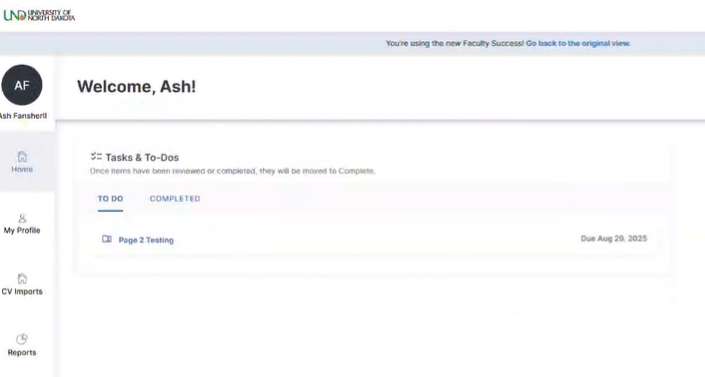 UND UNIVERSITY OF
NORTH DAKOTA
You're using the new Faculty Success! Go back to the original view.
AF
Ash Fansherll
Welcome, Ash!
Home
Tasks & To-Dos
Once items have been reviewed or completed, they will be moved to Complete.
TO DO COMPLETED
My Profile
Page 2 Testing Due Aug 29, 2025
CV Imports
Reports